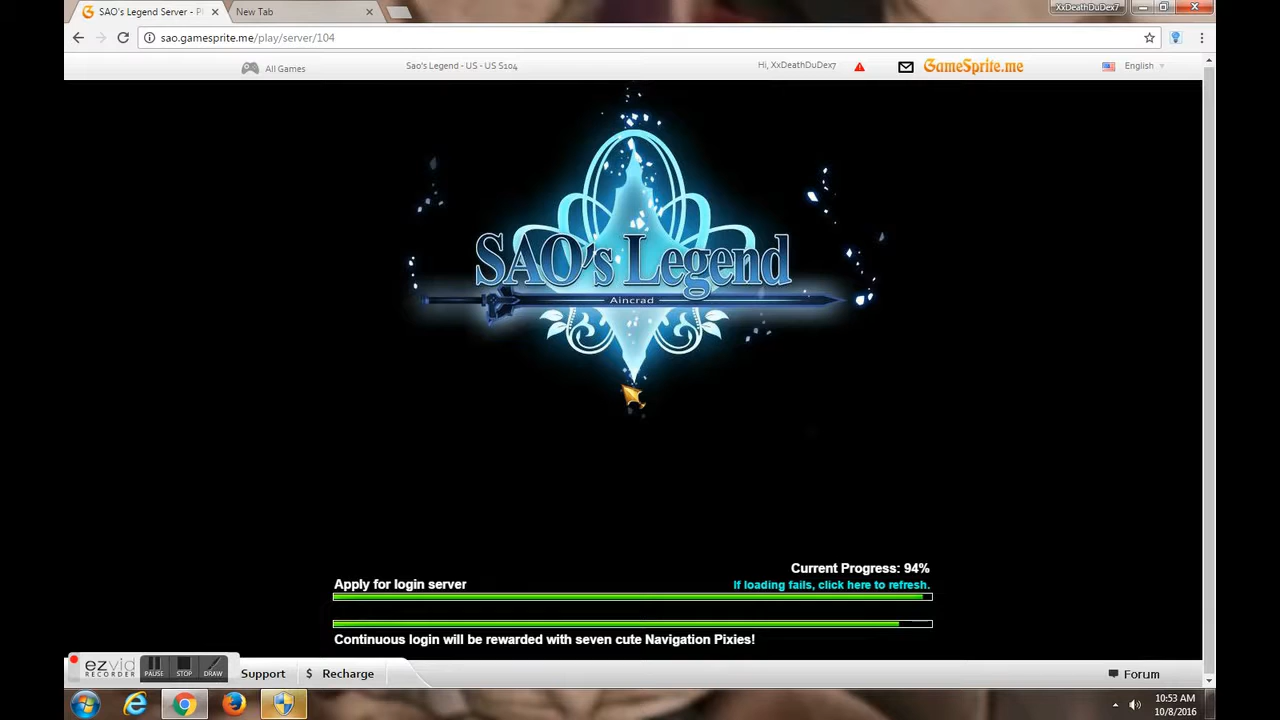 SAO's Legend Server - Pl
New Tab
XxDeathDuDex7
sao.gamesprite.me/play/server/104
All Games
Sao's Legend - US - US S104
Hi, XxDeathDuDex7
GameSprite.me
English
SAO's Legend
Aincrad
Current Progress: 94%
Apply for login server
If loading fails, click here to refresh.
Continuous login will be rewarded with seven cute Navigation Pixies!
ezvid
RECORDER
PAUSE
STOP
DRAW
Support
$ Recharge
Forum
10:53 AM
10/8/2016